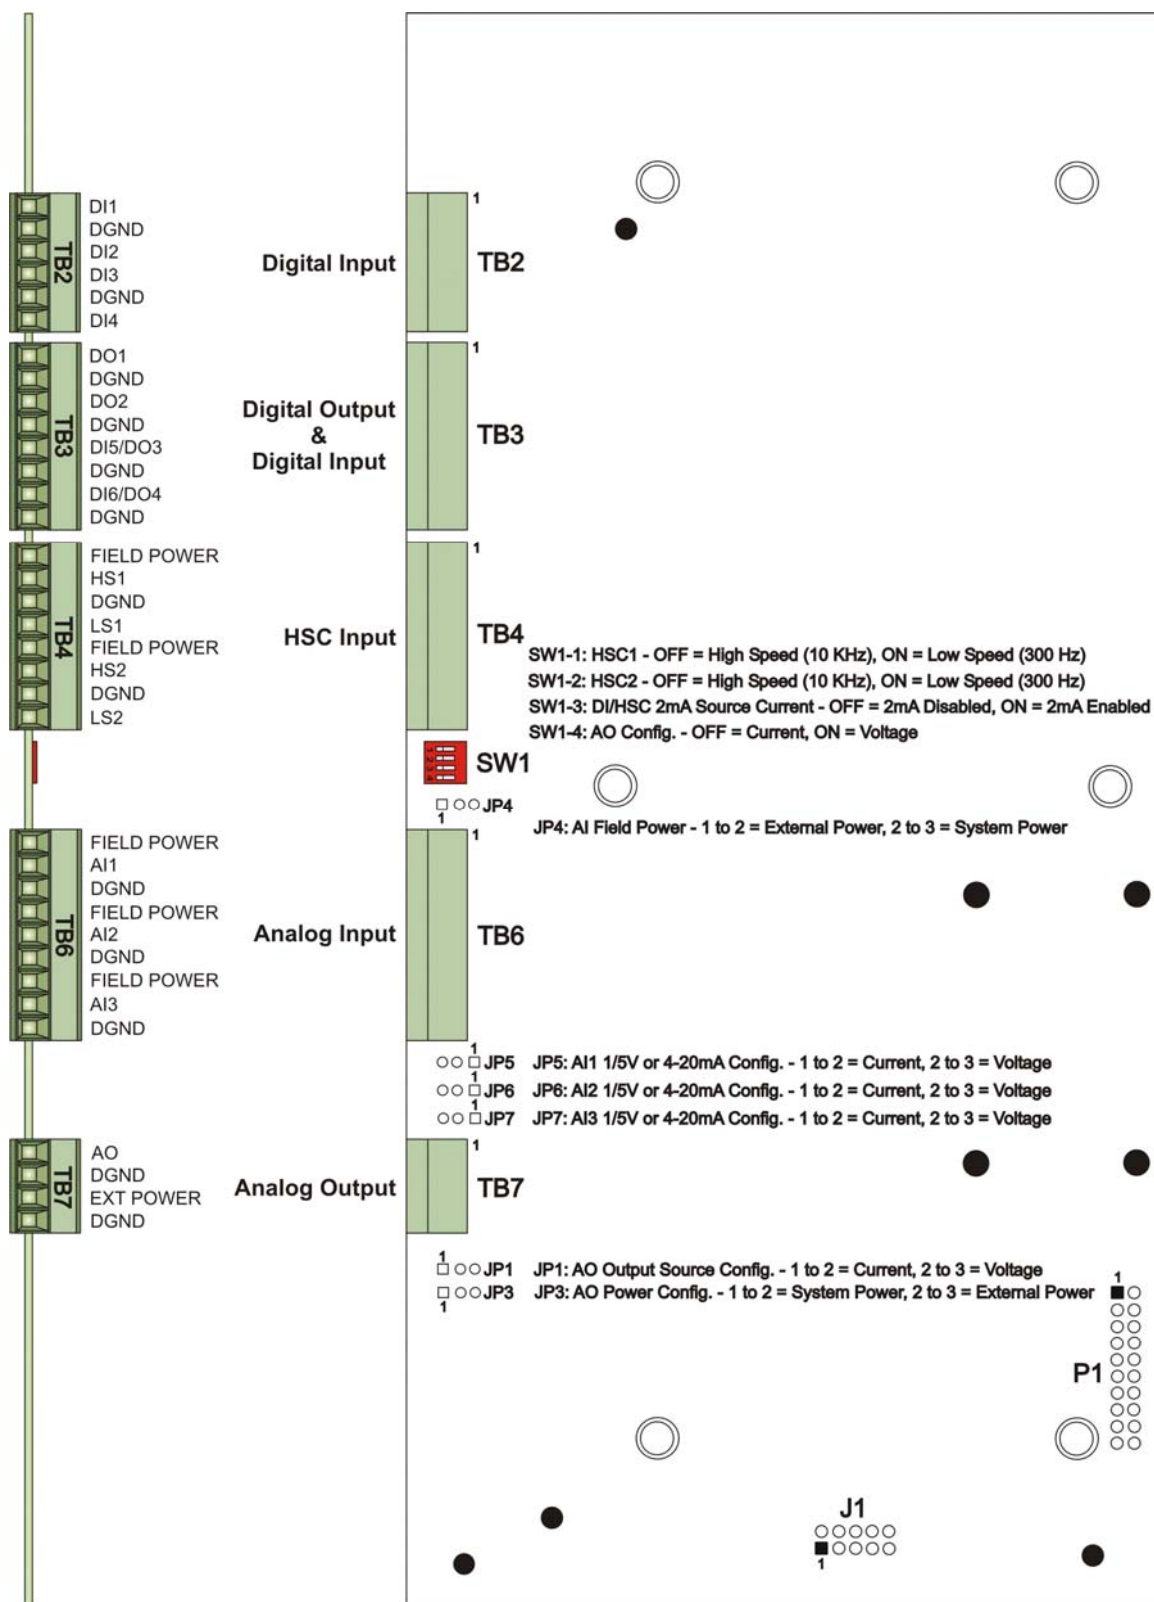 TB2
DI1
DGND
DI2
DI3
DGND
DI4
Digital Input
1
TB2
TB3
DO1
DGND
DO2
DGND
DI5/DO3
DGND
DI6/DO4
DGND
Digital Output
&
Digital Input
1
TB3
TB4
FIELD POWER
HS1
DGND
LS1
FIELD POWER
HS2
DGND
LS2
HSC Input
1
TB4
SW1-1: HSC1 - OFF = High Speed (10 KHz), ON = Low Speed (300 Hz)
SW1-2: HSC2 - OFF = High Speed (10 KHz), ON = Low Speed (300 Hz)
SW1-3: DI/HSC 2mA Source Current - OFF = 2mA Disabled, ON = 2mA Enabled
SW1-4: AO Config. - OFF = Current, ON = Voltage
1
2
3
4
SW1
JP4
1
JP4: AI Field Power - 1 to 2 = External Power, 2 to 3 = System Power
TB6
FIELD POWER
AI1
DGND
FIELD POWER
AI2
DGND
FIELD POWER
AI3
DGND
Analog Input
1
TB6
1
JP5 JP5: AI1 1/5V or 4-20mA Config. - 1 to 2 = Current, 2 to 3 = Voltage
1
JP6 JP6: AI2 1/5V or 4-20mA Config. - 1 to 2 = Current, 2 to 3 = Voltage
1
JP7 JP7: AI3 1/5V or 4-20mA Config. - 1 to 2 = Current, 2 to 3 = Voltage
TB7
AO
DGND
EXT POWER
DGND
Analog Output
1
TB7
1
JP1 JP1: AO Output Source Config. - 1 to 2 = Current, 2 to 3 = Voltage
JP3 JP3: AO Power Config. - 1 to 2 = System Power, 2 to 3 = External Power
1
1
P1
J1
1